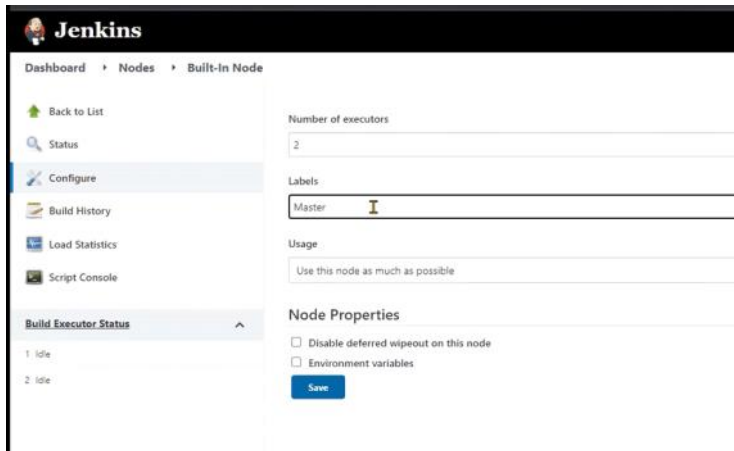 Jenkins
Dashboard Nodes Built-In Node
Back to List
Status
Configure
Build History
Load Statistics
Script Console
Build Executor Status
1 Idle
2 Idle
Number of executors
2
Labels
Master
Usage
Use this node as much as possible
Node Properties
Disable deferred wipeout on this node
Environment variables
Save